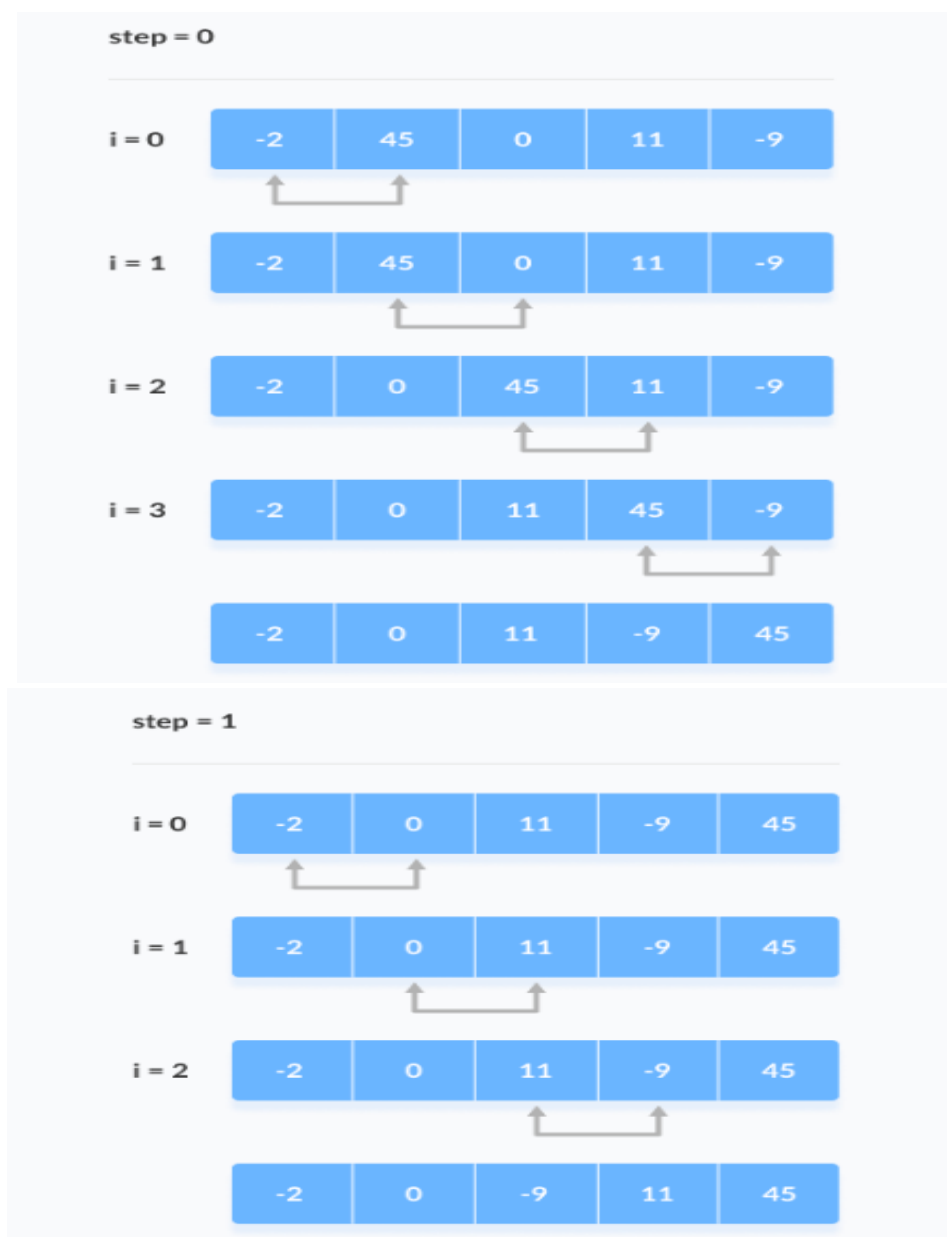 step = 0
i = 0 -2 45 0 11 -9
i = 1 -2 45 0 11 -9
i = 2 -2 0 45 11 -9
i = 3 -2 0 11 45 -9
-2 0 11 -9 45
step = 1
i = 0 -2 0 11 -9 45
i = 1 -2 0 11 -9 45
i = 2 -2 0 11 -9 45
-2 0 -9 11 45